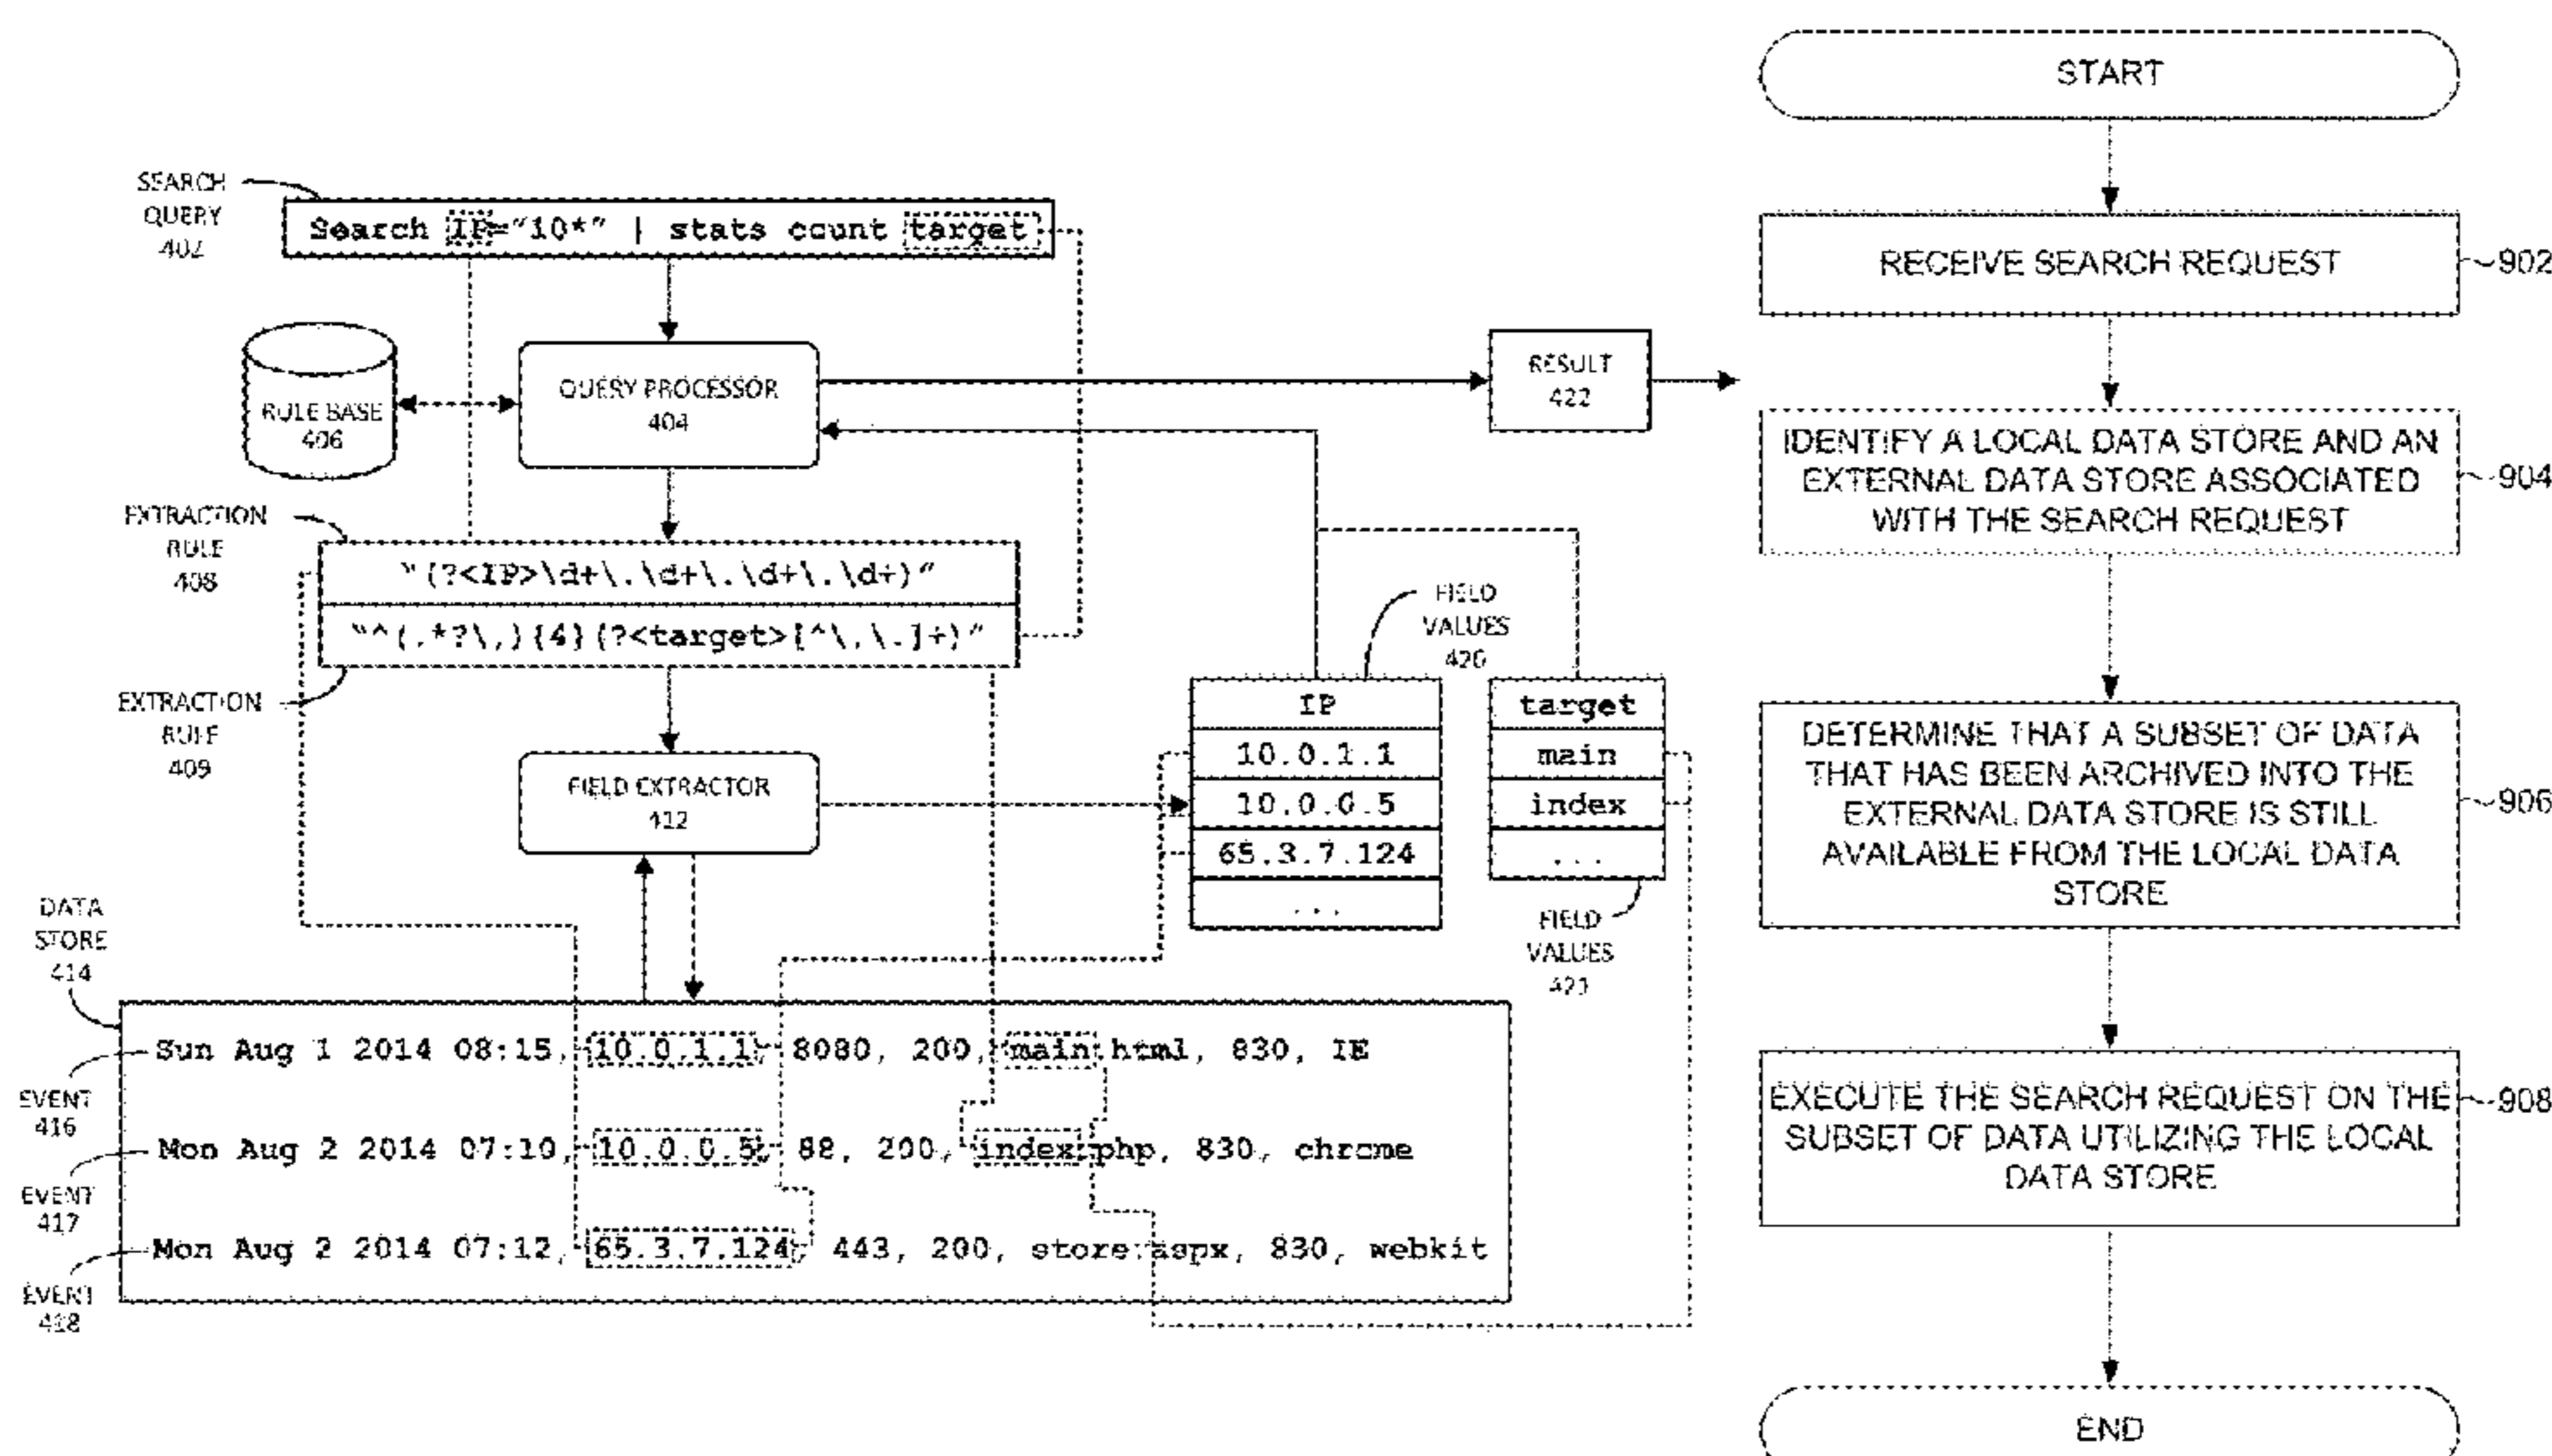 SEARCH
QUERY
402
Search IP="10*" | stats count target
RULE BASE
406
QUERY PROCESSOR
404
RESULT
422
EXTRACTION
RULE
408
"(?<IP>\d+\.\d+\.\d+\.\d+)"
"^(.*?\,){4}(?<target>[^\,\.]+)"
EXTRACTION
RULE
409
FIELD EXTRACTOR
412
FIELD
VALUES
420
IP
10.0.1.1
10.0.0.5
65.3.7.124
...
target
main
index
...
FIELD
VALUES
421
DATA
STORE
414
Sun Aug 1 2014 08:15, 10.0.1.1, 8080, 200, main.html, 830, IE
EVENT
416
Mon Aug 2 2014 07:10, 10.0.0.5, 88, 200, index.php, 830, chrome
EVENT
417
Mon Aug 2 2014 07:12, 65.3.7.124, 443, 200, store.aspx, 830, webkit
EVENT
418
START
RECEIVE SEARCH REQUEST
902
IDENTIFY A LOCAL DATA STORE AND AN
EXTERNAL DATA STORE ASSOCIATED
WITH THE SEARCH REQUEST
904
DETERMINE THAT A SUBSET OF DATA
THAT HAS BEEN ARCHIVED INTO THE
EXTERNAL DATA STORE IS STILL
AVAILABLE FROM THE LOCAL DATA
STORE
906
EXECUTE THE SEARCH REQUEST ON THE
SUBSET OF DATA UTILIZING THE LOCAL
DATA STORE
908
END